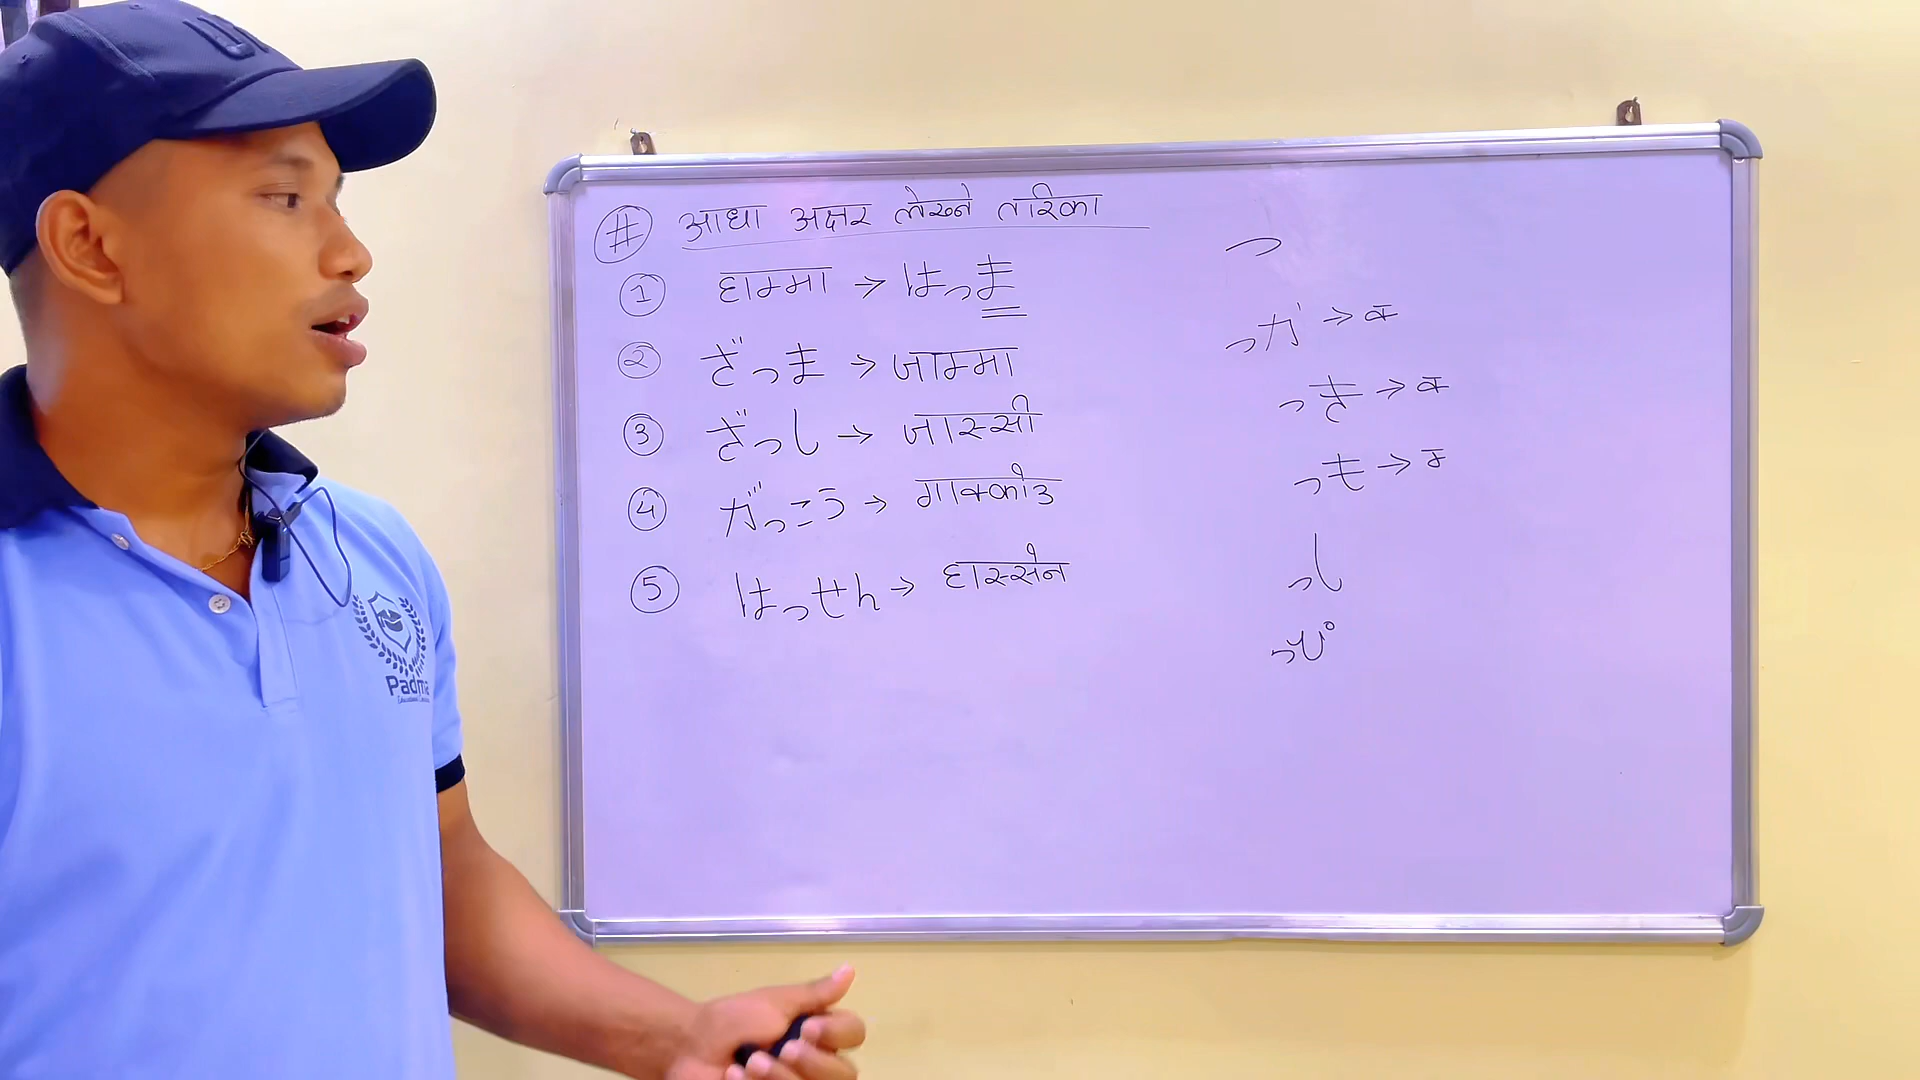 # आधा अक्षर लेख्ने तारिका
① हाम्मा → はっま
② ざっま → जाम्मा
③ ざっし → जास्सी
④ がっこう → गाक्कोउ
⑤ はっせん → हास्सेन
っ
っか → क
っき → क
っも → म
っし
っぴ
Padma